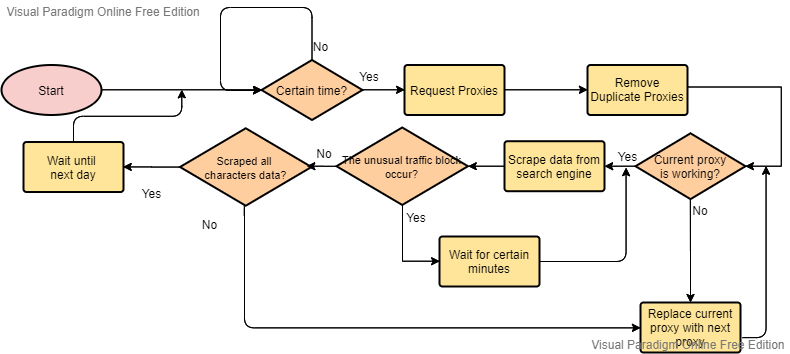 Visual Paradigm Online Free Edition
No
Start
Certain time?
Yes
Request Proxies
Remove
Duplicate Proxies
Wait until
next day
Scraped all
characters data?
No
The unusual traffic block
occur?
Scrape data from
search engine
Yes
Current proxy
is working?
Yes
No
Yes
No
Wait for certain
minutes
Replace current
proxy with next
proxy
Visual Paradigm Online Free Edition